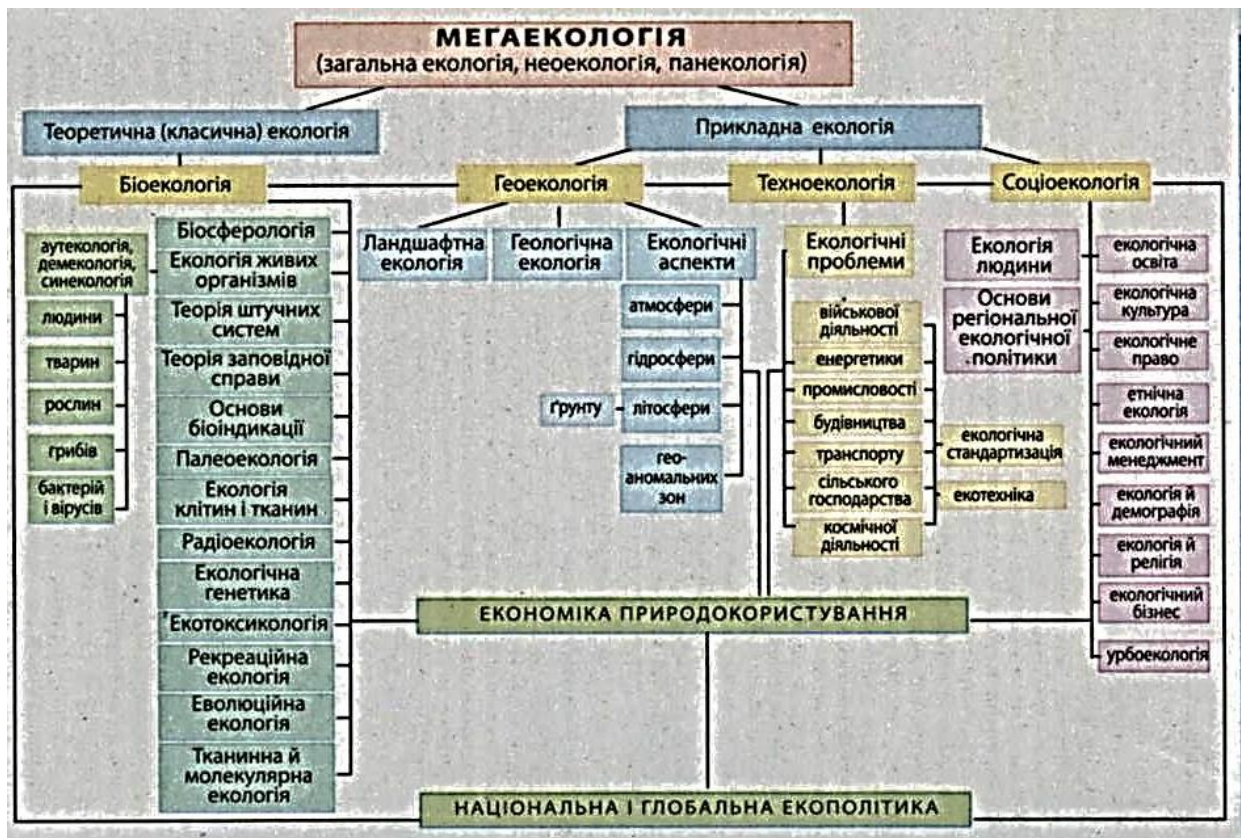 МЕГАЕКОЛОГІЯ
(загальна екологія, неоекологія, панекологія)
Теоретична (класична) екологія
Прикладна екологія
Біоекологія
Геоекологія
Техноекологія
Соціоекологія
аутекологія,
демекологія,
синекологія
людини
тварин
рослин
грибів
бактерій
і вірусів
Біосферологія
Екологія живих
організмів
Теорія штучних
систем
Теорія заповідної
справи
Основи
біоіндикації
Палеоекологія
Екологія
клітин і тканин
Радіоекологія
Екологічна
генетика
Екотоксикологія
Рекреаційна
екологія
Еволюційна
екологія
Тканинна й
молекулярна
екологія
Ландшафтна
екологія
Геологічна
екологія
Екологічні
аспекти
атмосфери
гідросфери
ґрунту
літосфери
гео-
аномальних
зон
Екологічні
проблеми
військової
діяльності
енергетики
промисловості
будівництва
транспорту
сільського
господарства
космічної
діяльності
екологічна
стандартизація
екотехніка
Екологія
людини
Основи
регіональної
екологічної
політики
екологічна
освіта
екологічна
культура
екологічне
право
етнічна
екологія
екологічний
менеджмент
екологія й
демографія
екологія й
релігія
екологічний
бізнес
урбоекологія
ЕКОНОМІКА ПРИРОДОКОРИСТУВАННЯ
НАЦІОНАЛЬНА І ГЛОБАЛЬНА ЕКОПОЛІТИКА